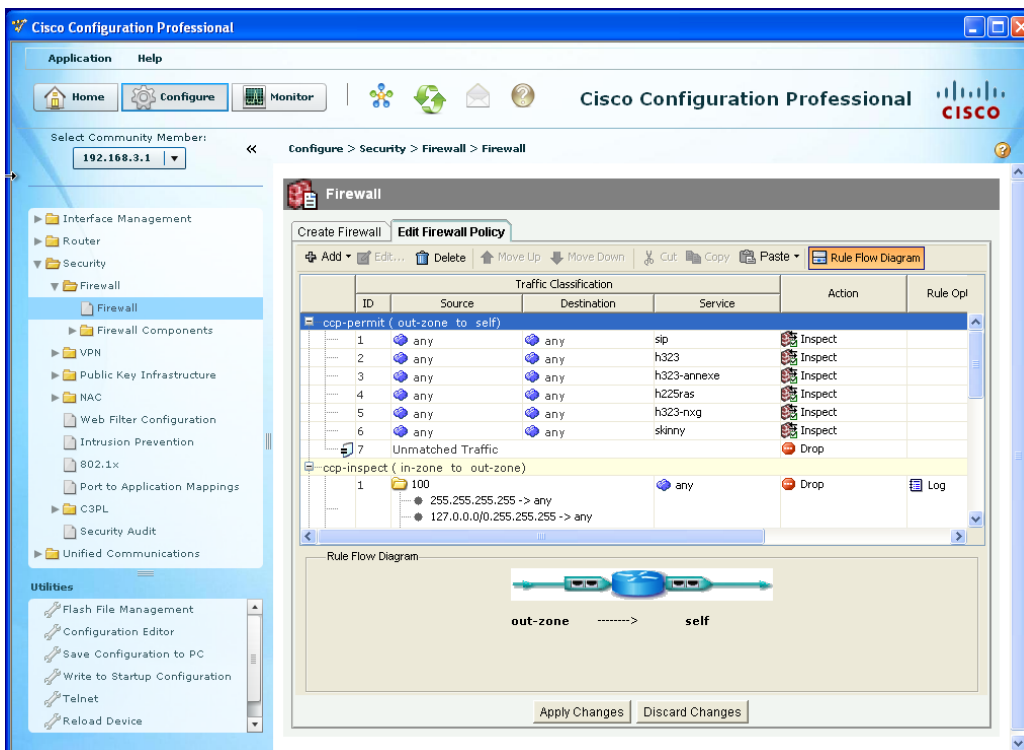 Cisco Configuration Professional
Application Help
Home Configure Monitor Cisco Configuration Professional CISCO
Select Community Member:
192.168.3.1
Configure > Security > Firewall > Firewall
Interface Management
Router
Security
Firewall
Firewall
Firewall Components
VPN
Public Key Infrastructure
NAC
Web Filter Configuration
Intrusion Prevention
802.1x
Port to Application Mappings
C3PL
Security Audit
Unified Communications
Utilities
Flash File Management
Configuration Editor
Save Configuration to PC
Write to Startup Configuration
Telnet
Reload Device
Firewall
Create Firewall Edit Firewall Policy
Add Edit... Delete Move Up Move Down Cut Copy Paste Rule Flow Diagram
Traffic Classification
ID Source Destination Service Action Rule Opt
ccp-permit ( out-zone to self)
1 any any sip Inspect
2 any any h323 Inspect
3 any any h323-annexe Inspect
4 any any h225ras Inspect
5 any any h323-nxg Inspect
6 any any skinny Inspect
7 Unmatched Traffic Drop
ccp-inspect ( in-zone to out-zone)
1 100 any Drop Log
255.255.255.255 -> any
127.0.0.0/0.255.255.255 -> any
Rule Flow Diagram
out-zone --------> self
Apply Changes Discard Changes